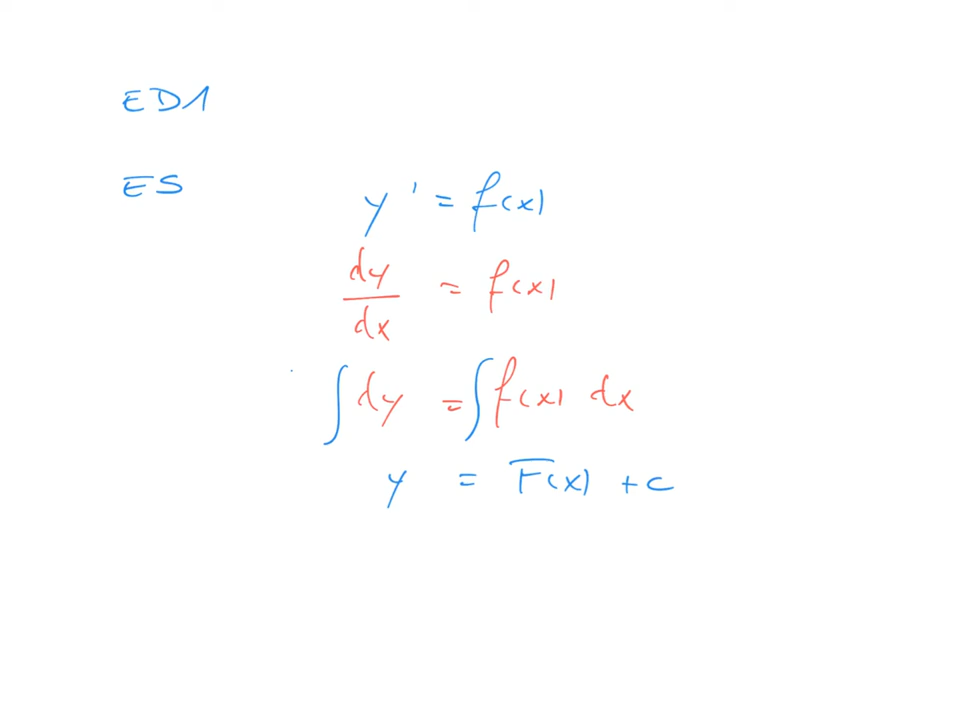 ED1
ES
y' = f(x)
dy/dx = f(x)
∫ dy = ∫ f(x) dx
y = F(x) + c